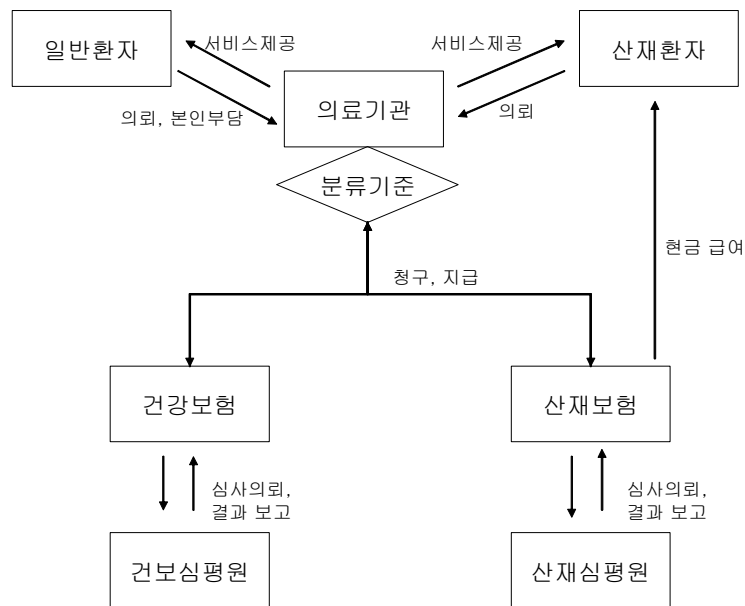 일반환자
서비스제공
서비스제공
산재환자
의료기관
의뢰, 본인부담
의뢰
분류기준
현금 급여
청구, 지급
건강보험
산재보험
심사의뢰,
결과 보고
심사의뢰,
결과 보고
건보심평원
산재심평원